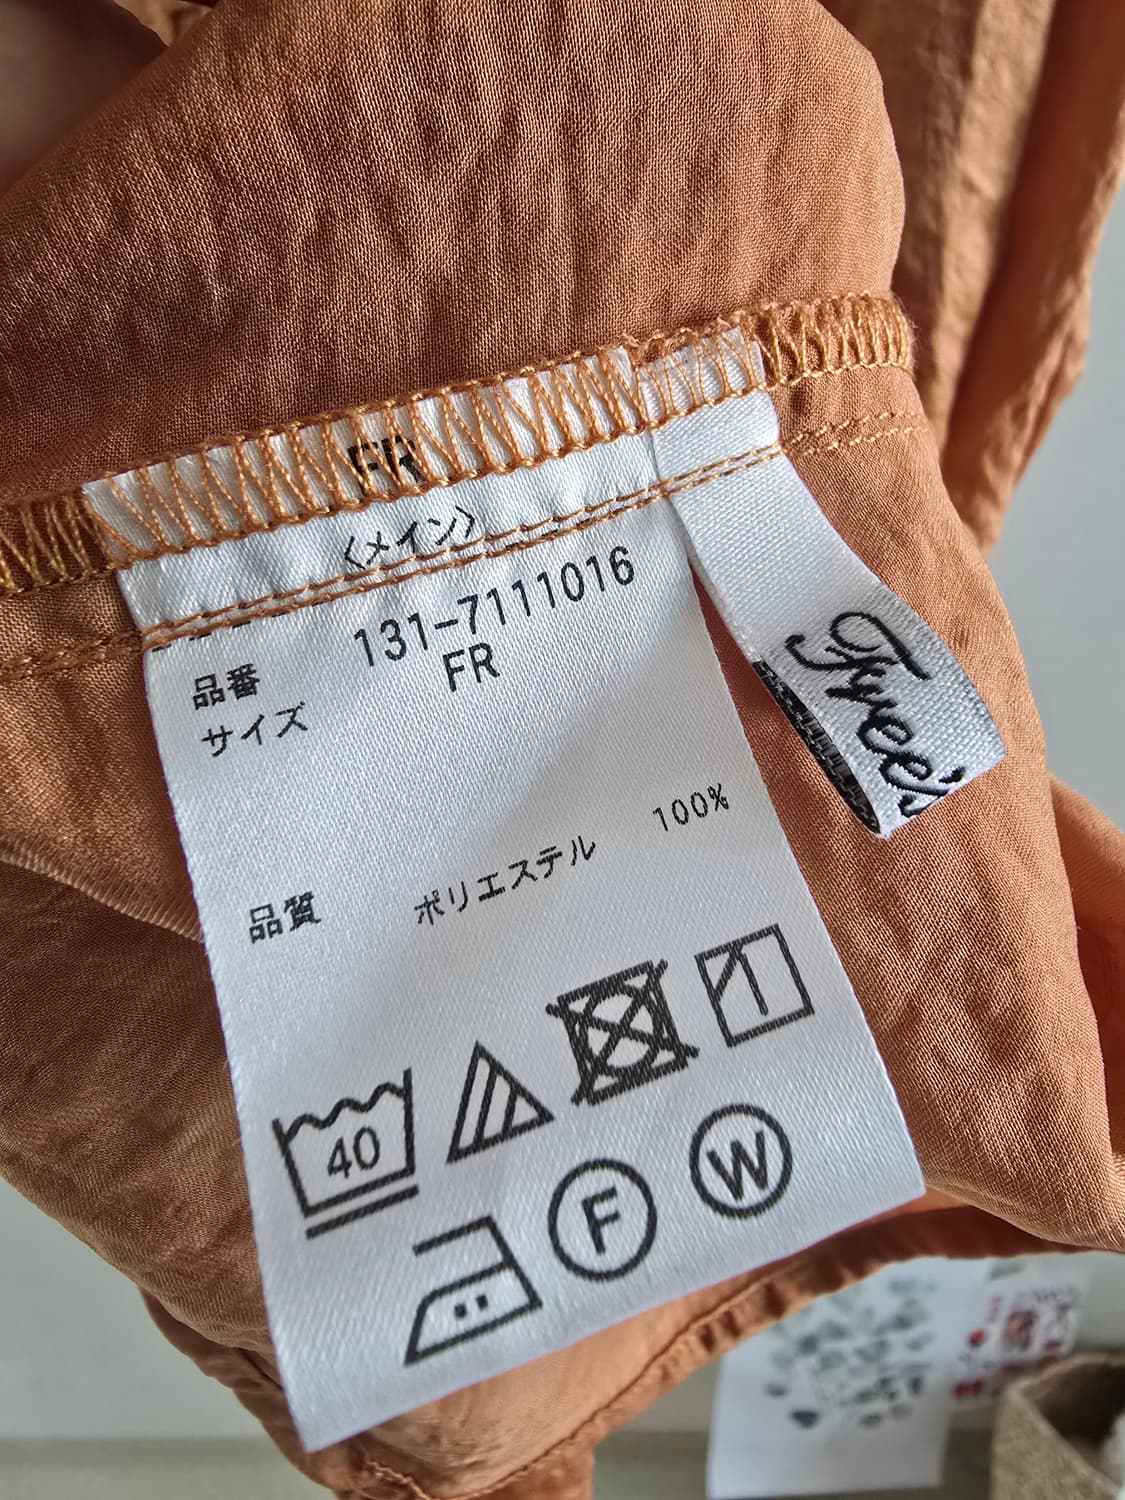 FR
〈メイン〉
品番 131-7111016
サイズ FR
品質 ポリエステル 100%
40
F
W
Tyvee's